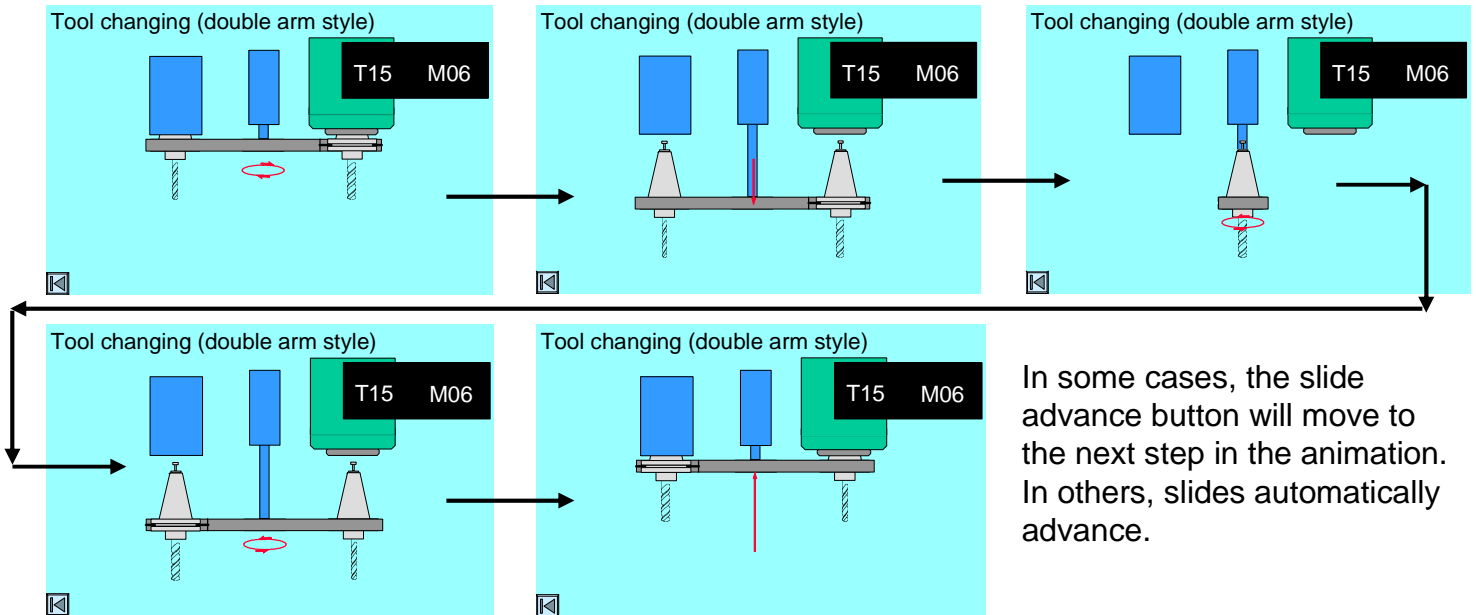 Tool changing (double arm style)
T15 M06
Tool changing (double arm style)
T15 M06
Tool changing (double arm style)
T15 M06
Tool changing (double arm style)
T15 M06
Tool changing (double arm style)
T15 M06
In some cases, the slide
advance button will move to
the next step in the animation.
In others, slides automatically
advance.